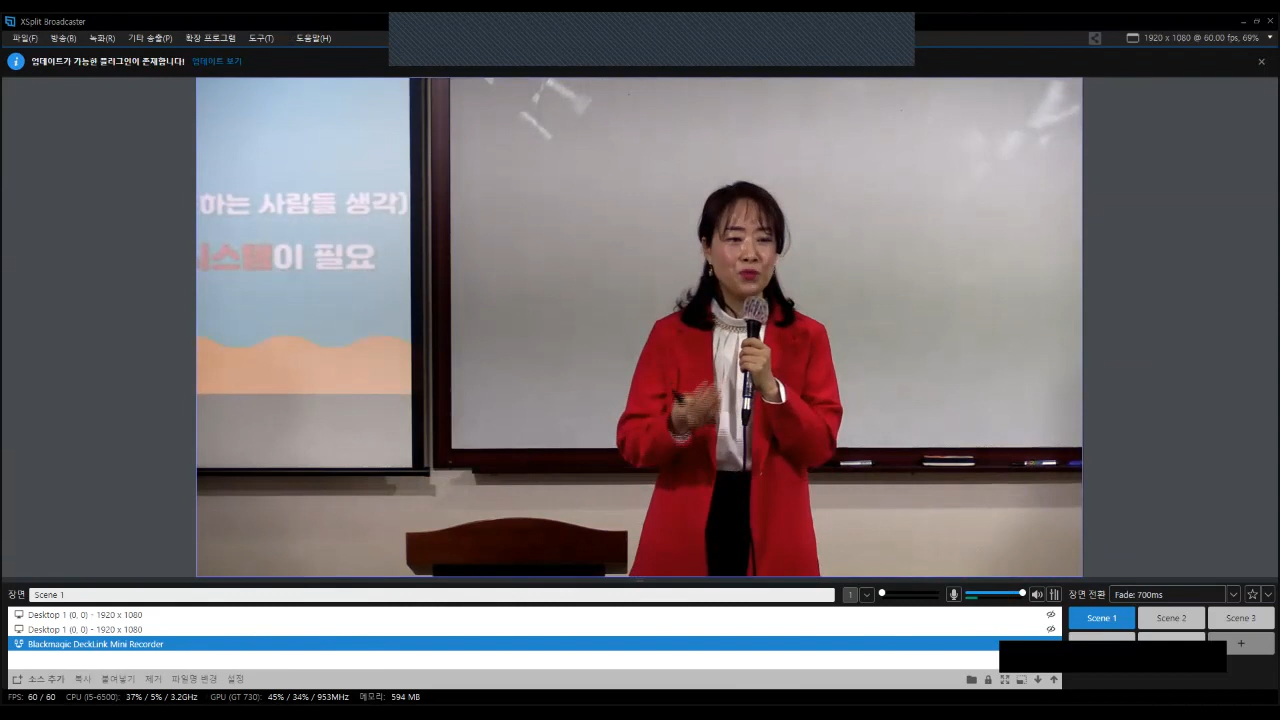 XSplit Broadcaster
파일(F) 방송(B) 녹화(R) 기타 송출(P) 확장 프로그램 도구(T) 도움말(H)
1920 x 1080 @ 60.00 fps, 69%
업데이트가 가능한 플러그인이 존재합니다! 업데이트 보기
하는 사람들 생각)
시스템이 필요
장면 Scene 1
1
장면 전환 Fade: 700ms
Desktop 1 (0, 0) - 1920 x 1080
Desktop 1 (0, 0) - 1920 x 1080
Blackmagic DeckLink Mini Recorder
Scene 1 Scene 2 Scene 3
소스 추가 복사 붙여넣기 제거 파일명 변경 설정
FPS: 60 / 60 CPU (i5-6500): 37% / 5% / 3.2GHz GPU (GT 730): 45% / 34% / 953MHz 메모리: 594 MB